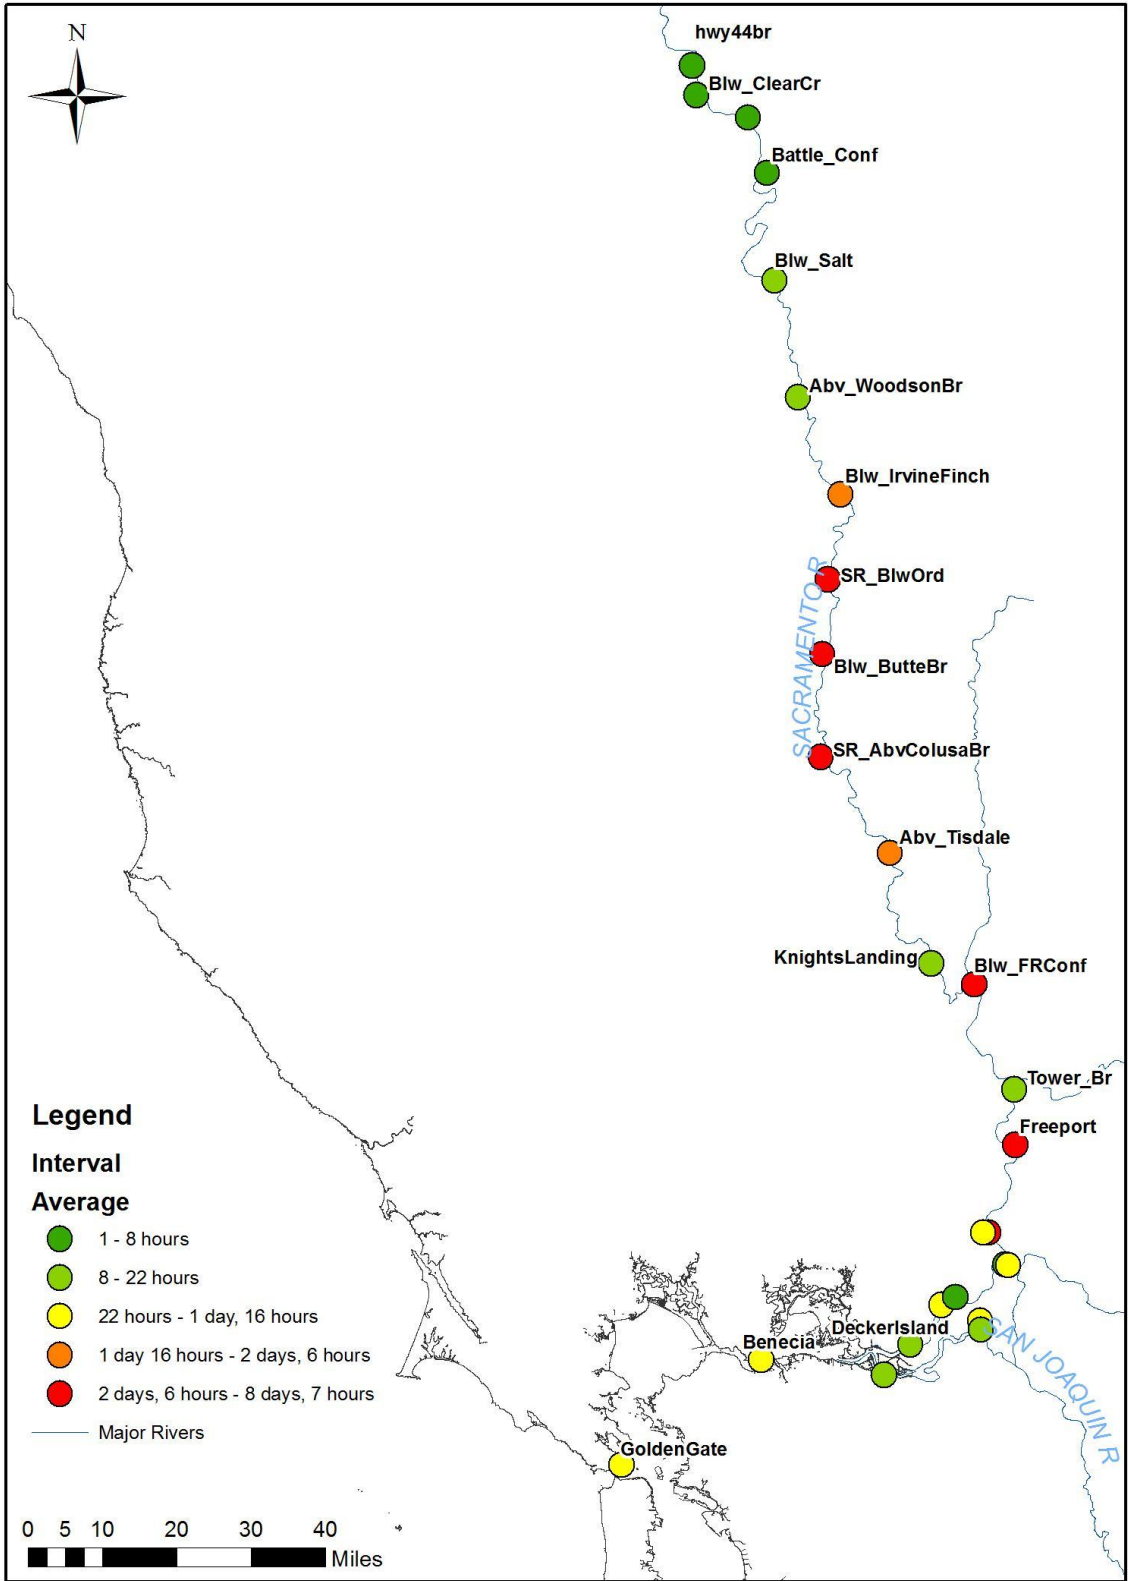 N
hwy44br
Blw_ClearCr
Battle_Conf
Blw_Salt
Abv_WoodsonBr
Blw_IrvineFinch
SR_BlwOrd
SACRAMENTO R
Blw_ButteBr
SR_AbvColusaBr
Abv_Tisdale
KnightsLanding
Blw_FRConf
Tower_Br
Freeport
DeckerIsland
SAN JOAQUIN R
Benecia
GoldenGate
Legend
Interval
Average
1 - 8 hours
8 - 22 hours
22 hours - 1 day, 16 hours
1 day 16 hours - 2 days, 6 hours
2 days, 6 hours - 8 days, 7 hours
Major Rivers
0 5 10 20 30 40
Miles